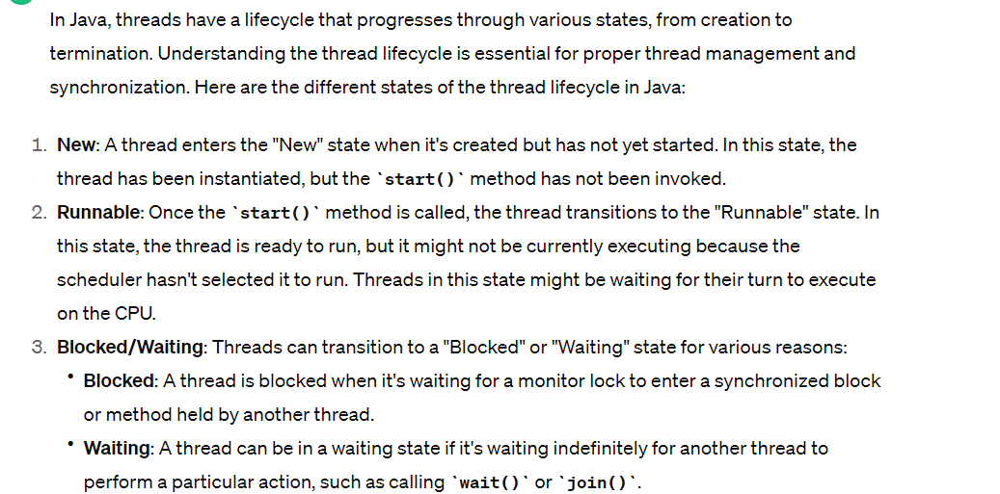 In Java, threads have a lifecycle that progresses through various states, from creation to
termination. Understanding the thread lifecycle is essential for proper thread management and
synchronization. Here are the different states of the thread lifecycle in Java:
1. New: A thread enters the "New" state when it's created but has not yet started. In this state, the
thread has been instantiated, but the `start()` method has not been invoked.
2. Runnable: Once the `start()` method is called, the thread transitions to the "Runnable" state. In
this state, the thread is ready to run, but it might not be currently executing because the
scheduler hasn't selected it to run. Threads in this state might be waiting for their turn to execute
on the CPU.
3. Blocked/Waiting: Threads can transition to a "Blocked" or "Waiting" state for various reasons:
• Blocked: A thread is blocked when it's waiting for a monitor lock to enter a synchronized block
or method held by another thread.
• Waiting: A thread can be in a waiting state if it's waiting indefinitely for another thread to
perform a particular action, such as calling `wait()` or `join()`.